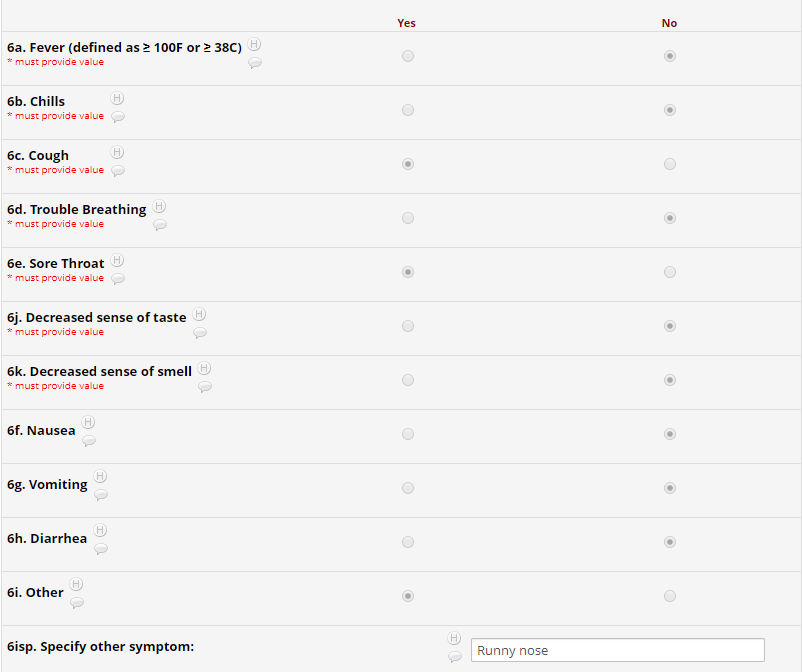 Yes No
6a. Fever (defined as ≥ 100F or ≥ 38C) H
* must provide value
6b. Chills H
* must provide value
6c. Cough H
* must provide value
6d. Trouble Breathing H
* must provide value
6e. Sore Throat H
* must provide value
6j. Decreased sense of taste H
* must provide value
6k. Decreased sense of smell H
* must provide value
6f. Nausea H
6g. Vomiting H
6h. Diarrhea H
6i. Other H
6isp. Specify other symptom: H Runny nose